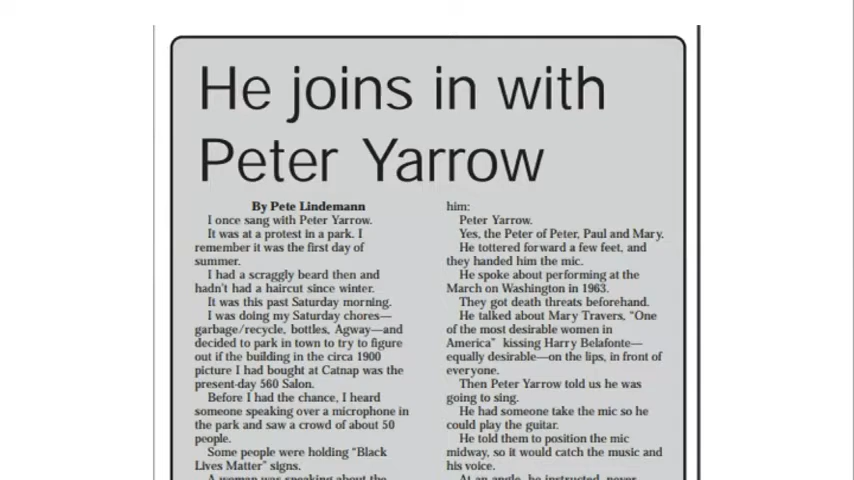 He joins in with
Peter Yarrow
By Pete Lindemann
I once sang with Peter Yarrow.
It was at a protest in a park. I
remember it was the first day of
summer.
I had a scraggly beard then and
hadn't had a haircut since winter.
It was this past Saturday morning.
I was doing my Saturday chores—
garbage/recycle, bottles, Agway—and
decided to park in town to try to figure
out if the building in the circa 1900
picture I had bought at Catnap was the
present-day 560 Salon.
Before I had the chance, I heard
someone speaking over a microphone in
the park and saw a crowd of about 50
people.
Some people were holding “Black
Lives Matter” signs.
A woman was speaking about the
him:
Peter Yarrow.
Yes, the Peter of Peter, Paul and Mary.
He tottered forward a few feet, and
they handed him the mic.
He spoke about performing at the
March on Washington in 1963.
They got death threats beforehand.
He talked about Mary Travers, “One
of the most desirable women in
America” kissing Harry Belafonte—
equally desirable—on the lips, in front of
everyone.
Then Peter Yarrow told us he was
going to sing.
He had someone take the mic so he
could play the guitar.
He told them to position the mic
midway, so it would catch the music and
his voice.
At an angle, he instructed, never